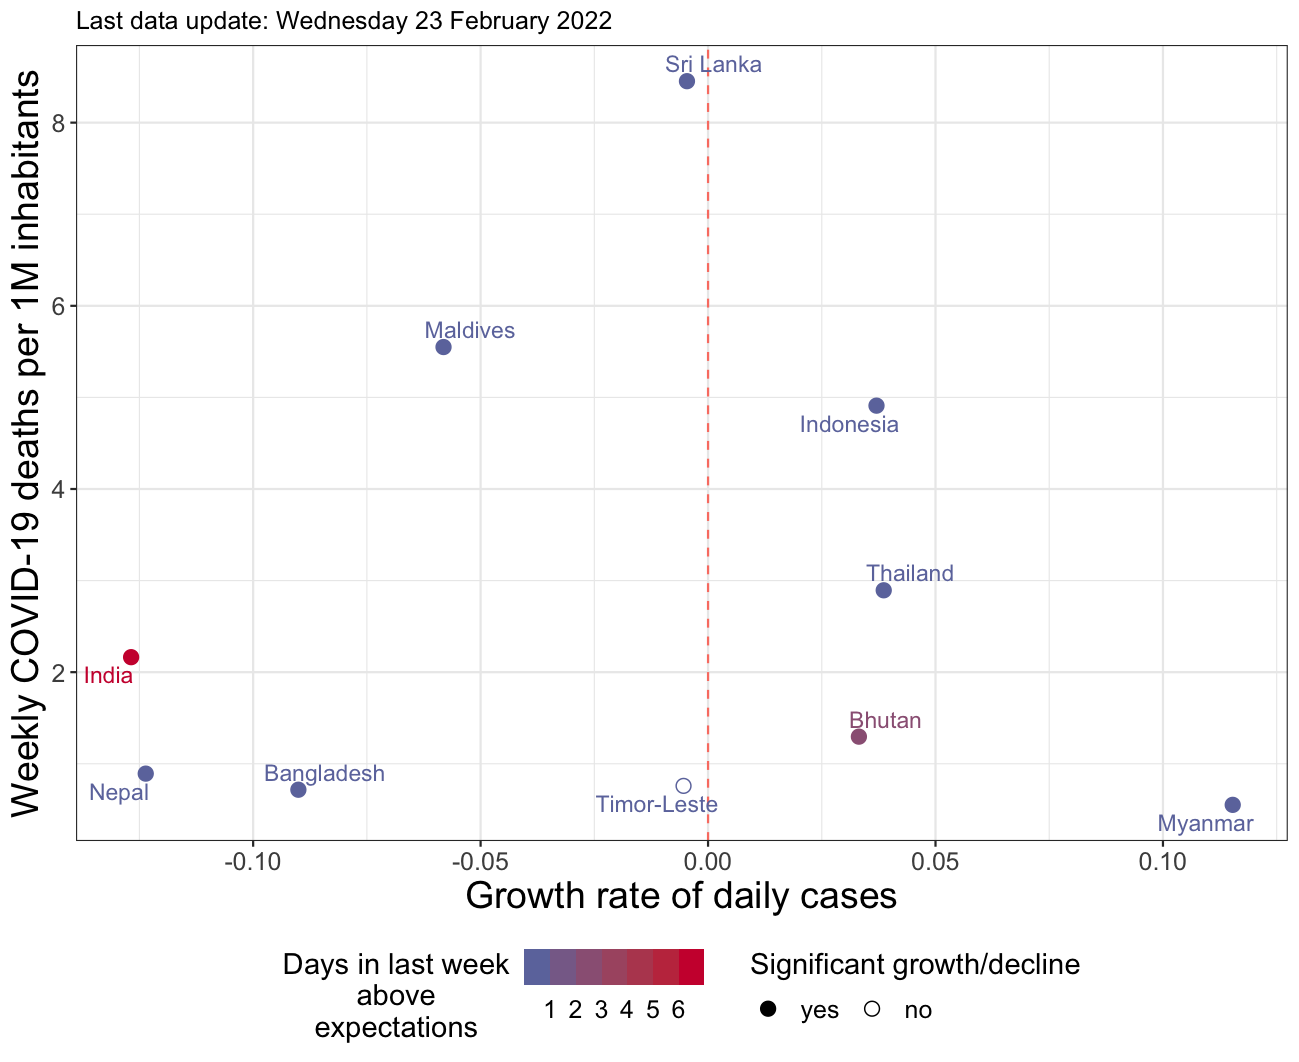 Last data update: Wednesday 23 February 2022
Weekly COVID-19 deaths per 1M inhabitants
8
6
4
2
Sri Lanka
Maldives
Indonesia
Thailand
India
Bhutan
Nepal
Bangladesh
Timor-Leste
Myanmar
-0.10 -0.05 0.00 0.05 0.10
Growth rate of daily cases
Days in last week
above
expectations
1 2 3 4 5 6
Significant growth/decline
yes no